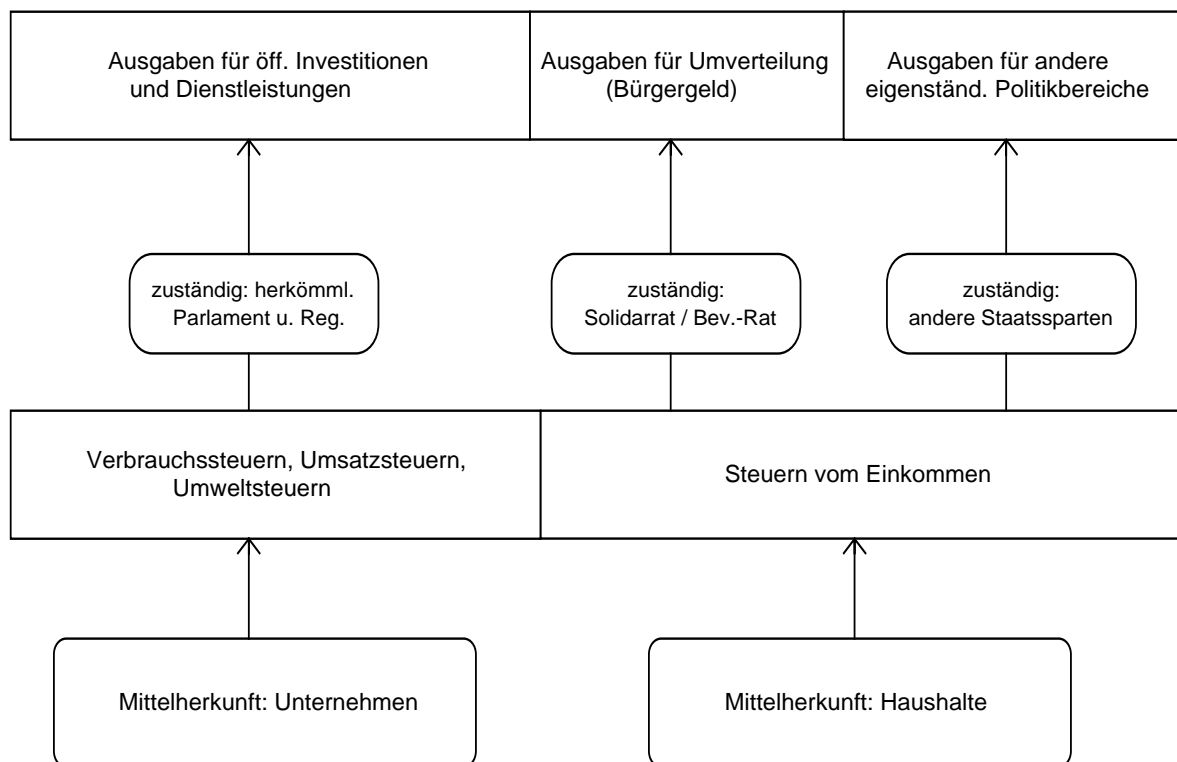 Ausgaben für öff. Investitionen
und Dienstleistungen
Ausgaben für Umverteilung
(Bürgergeld)
Ausgaben für andere
eigenständ. Politikbereiche
zuständig: herkömml.
Parlament u. Reg.
zuständig:
Solidarrat / Bev.-Rat
zuständig:
andere Staatssparten
Verbrauchssteuern, Umsatzsteuern,
Umweltsteuern
Steuern vom Einkommen
Mittelherkunft: Unternehmen
Mittelherkunft: Haushalte